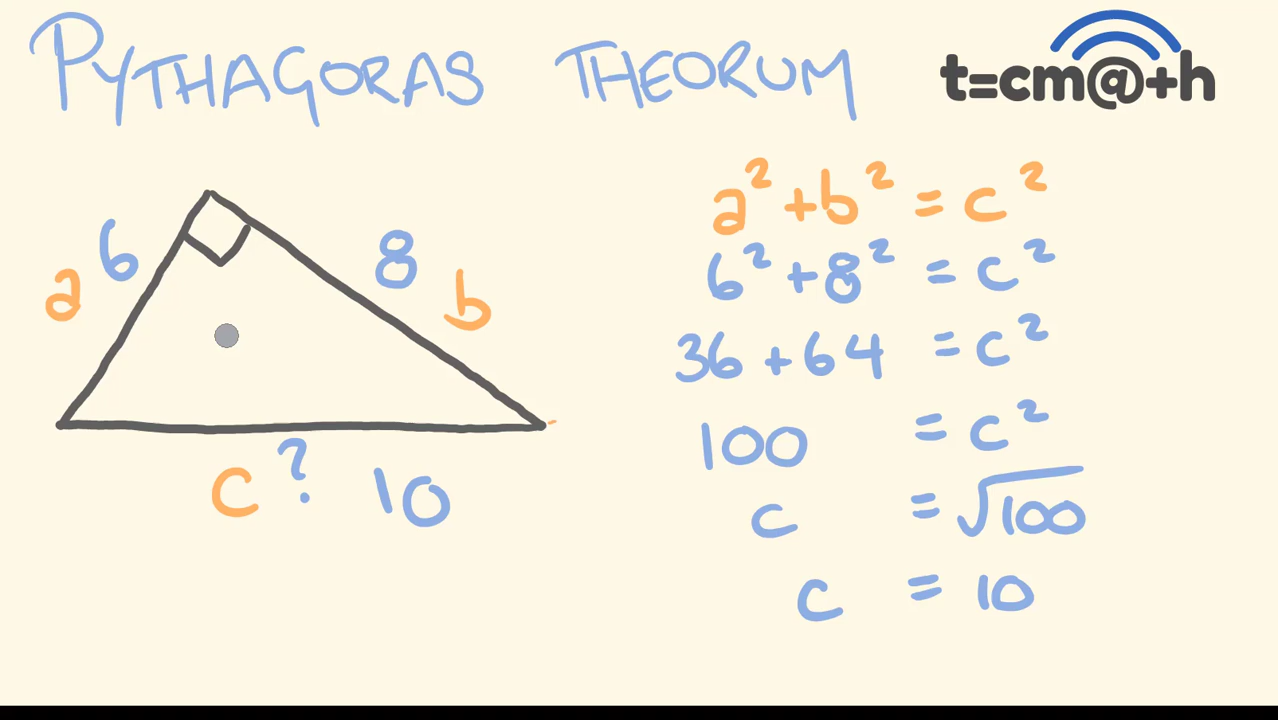 PYTHAGORAS THEORUM
t=cm@+h
6
a
8
b
c ? 10
a² + b² = c²
6² + 8² = c²
36 + 64 = c²
100 = c²
c = √100
c = 10